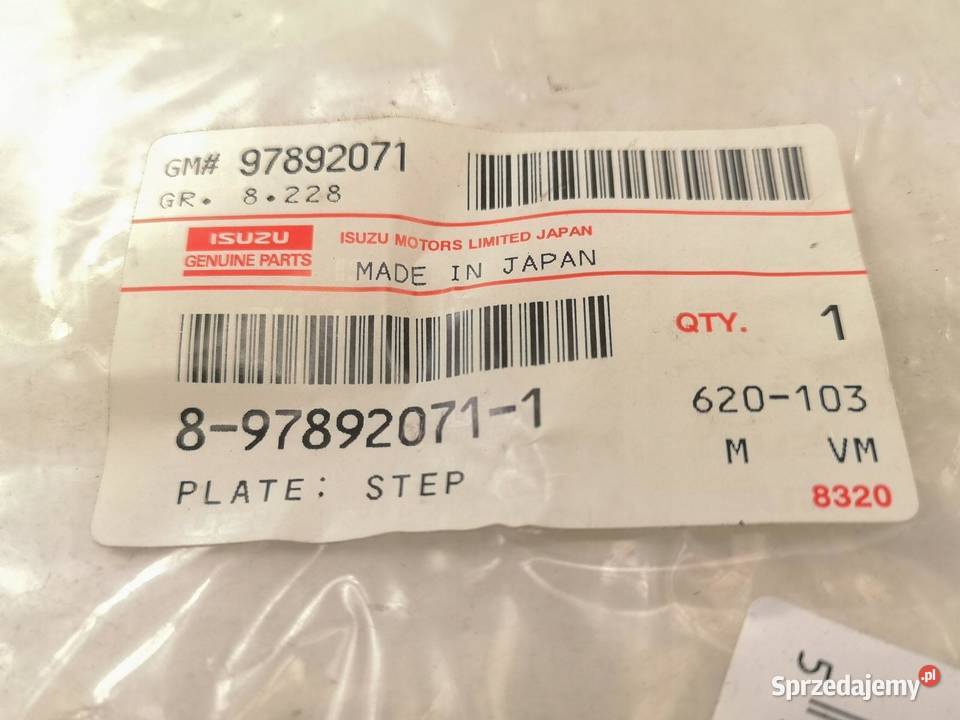 GM# 97892071
GR. 8.228
ISUZU
GENUINE PARTS
ISUZU MOTORS LIMITED JAPAN
MADE IN JAPAN
QTY. 1
8-97892071-1
620-103
M VM
PLATE: STEP
8320
5
Sprzedajemy.pl